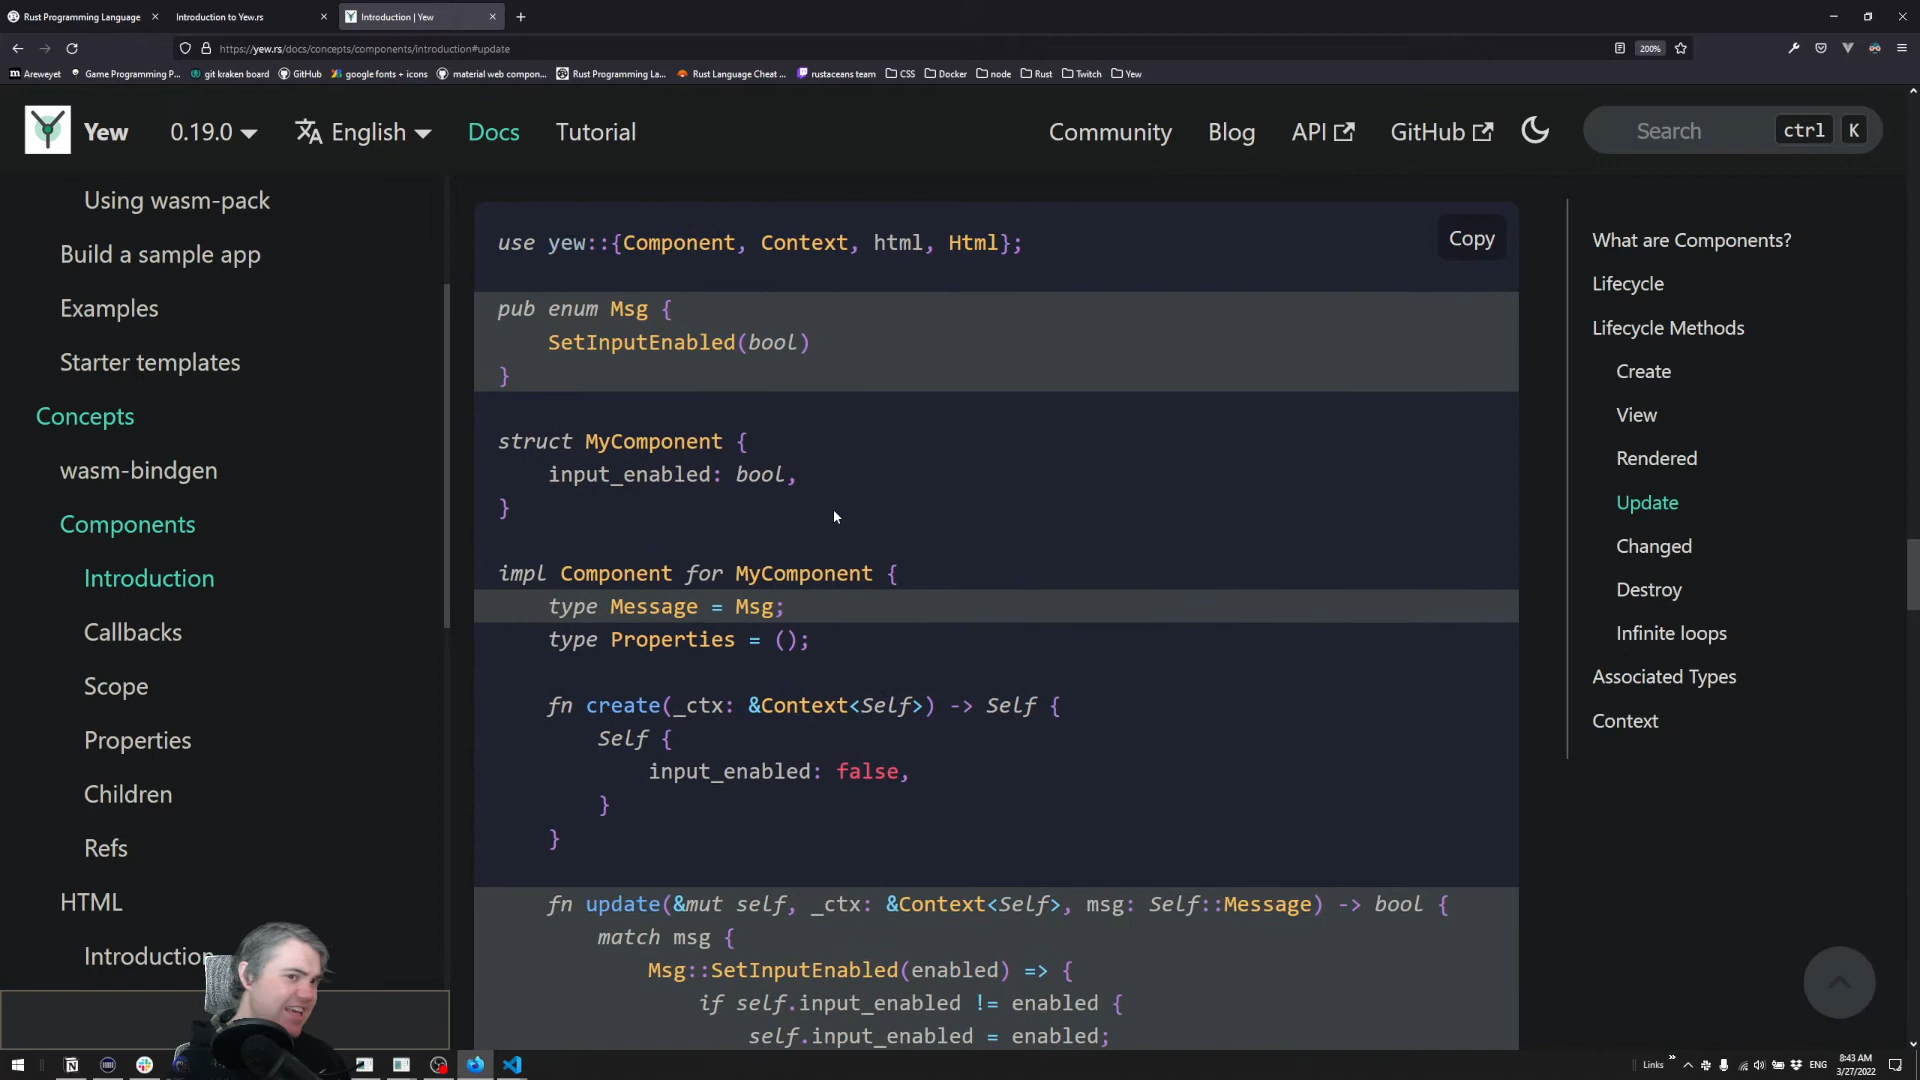 Rust Programming Language
Introduction to Yew.rs
Introduction | Yew
https://yew.rs/docs/concepts/components/introduction#update
200%
Areweyet
Game Programming P...
git kraken board
GitHub
google fonts + icons
material web compon...
Rust Programming La...
Rust Language Cheat ...
rustaceans team
CSS
Docker
node
Rust
Twitch
Yew
Yew
0.19.0
English
Docs
Tutorial
Community
Blog
API
GitHub
Search
ctrl
K
Using wasm-pack
Build a sample app
Examples
Starter templates
Concepts
wasm-bindgen
Components
Introduction
Callbacks
Scope
Properties
Children
Refs
HTML
Introduction
use yew::{Component, Context, html, Html};
Copy
pub enum Msg {
SetInputEnabled(bool)
}
struct MyComponent {
input_enabled: bool,
}
impl Component for MyComponent {
type Message = Msg;
type Properties = ();
fn create(_ctx: &Context<Self>) -> Self {
Self {
input_enabled: false,
}
}
fn update(&mut self, _ctx: &Context<Self>, msg: Self::Message) -> bool {
match msg {
Msg::SetInputEnabled(enabled) => {
if self.input_enabled != enabled {
self.input_enabled = enabled;
What are Components?
Lifecycle
Lifecycle Methods
Create
View
Rendered
Update
Changed
Destroy
Infinite loops
Associated Types
Context
Links
ENG
8:43 AM
3/27/2022